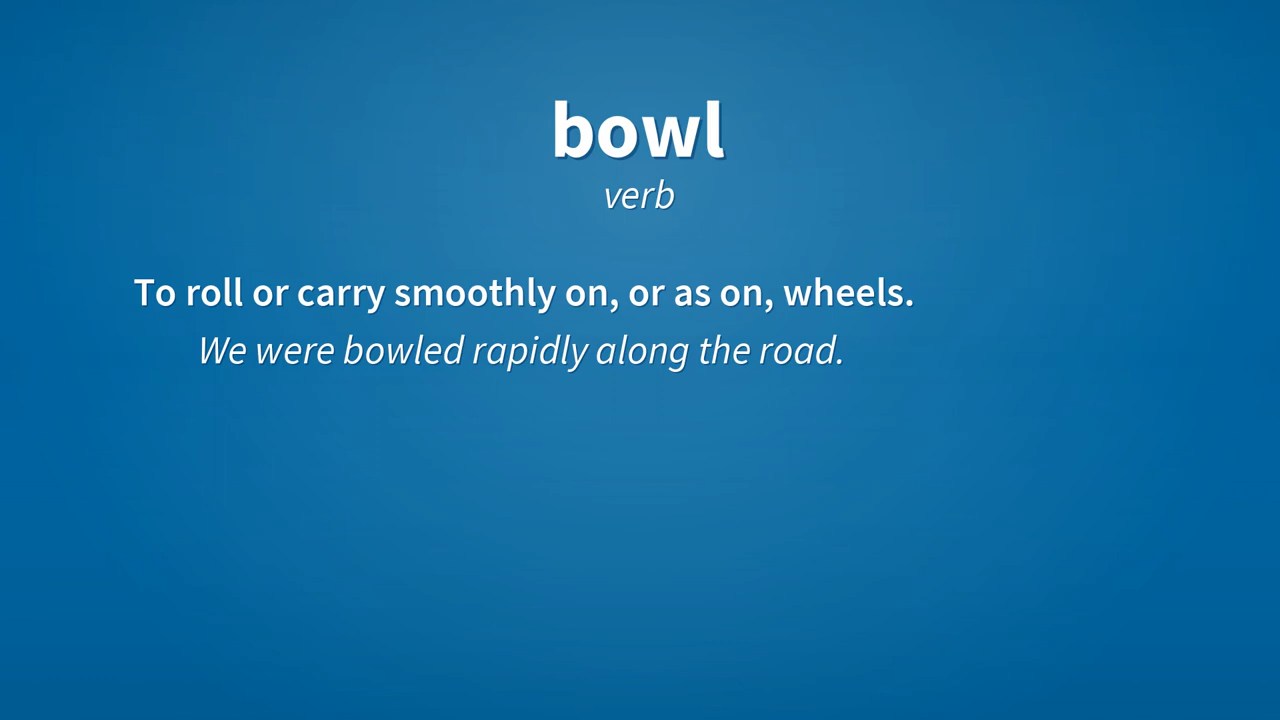 bowl
verb
To roll or carry smoothly on, or as on, wheels.
We were bowled rapidly along the road.